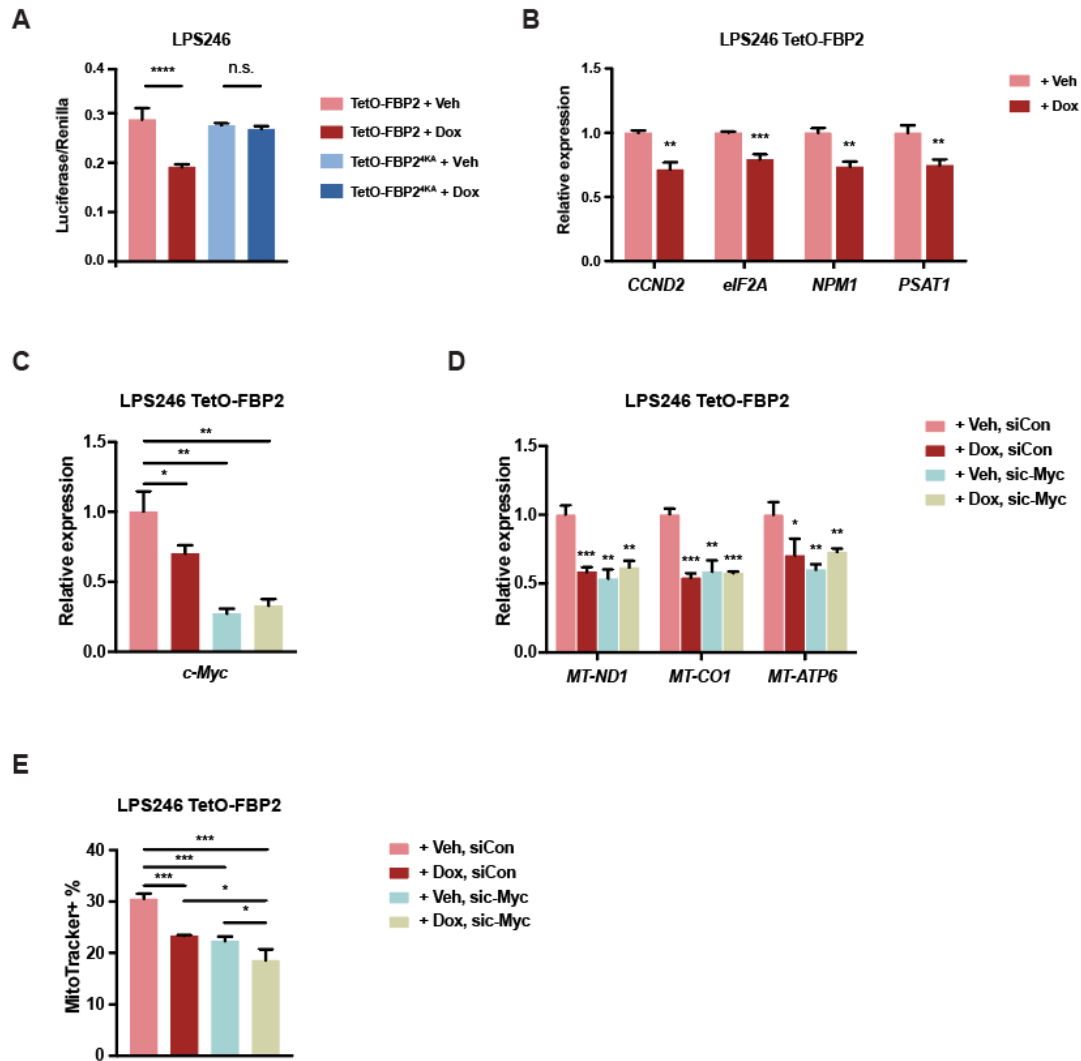 A
LPS246
0.4
0.3
0.2
0.1
0.0
Luciferase/Renilla
****
n.s.
TetO-FBP2 + Veh
TetO-FBP2 + Dox
TetO-FBP2⁴ᴷᴬ + Veh
TetO-FBP2⁴ᴷᴬ + Dox
B
LPS246 TetO-FBP2
1.5
1.0
0.5
0.0
Relative expression
** *** ** **
CCND2 eIF2A NPM1 PSAT1
+ Veh
+ Dox
C
LPS246 TetO-FBP2
1.5
1.0
0.5
0.0
Relative expression
**
**
*
c-Myc
D
LPS246 TetO-FBP2
1.5
1.0
0.5
0.0
Relative expression
*** ** ** *** ** *** * ** **
MT-ND1 MT-CO1 MT-ATP6
+ Veh, siCon
+ Dox, siCon
+ Veh, sic-Myc
+ Dox, sic-Myc
E
LPS246 TetO-FBP2
40
30
20
10
0
MitoTracker+ %
***
***
***
*
*
+ Veh, siCon
+ Dox, siCon
+ Veh, sic-Myc
+ Dox, sic-Myc